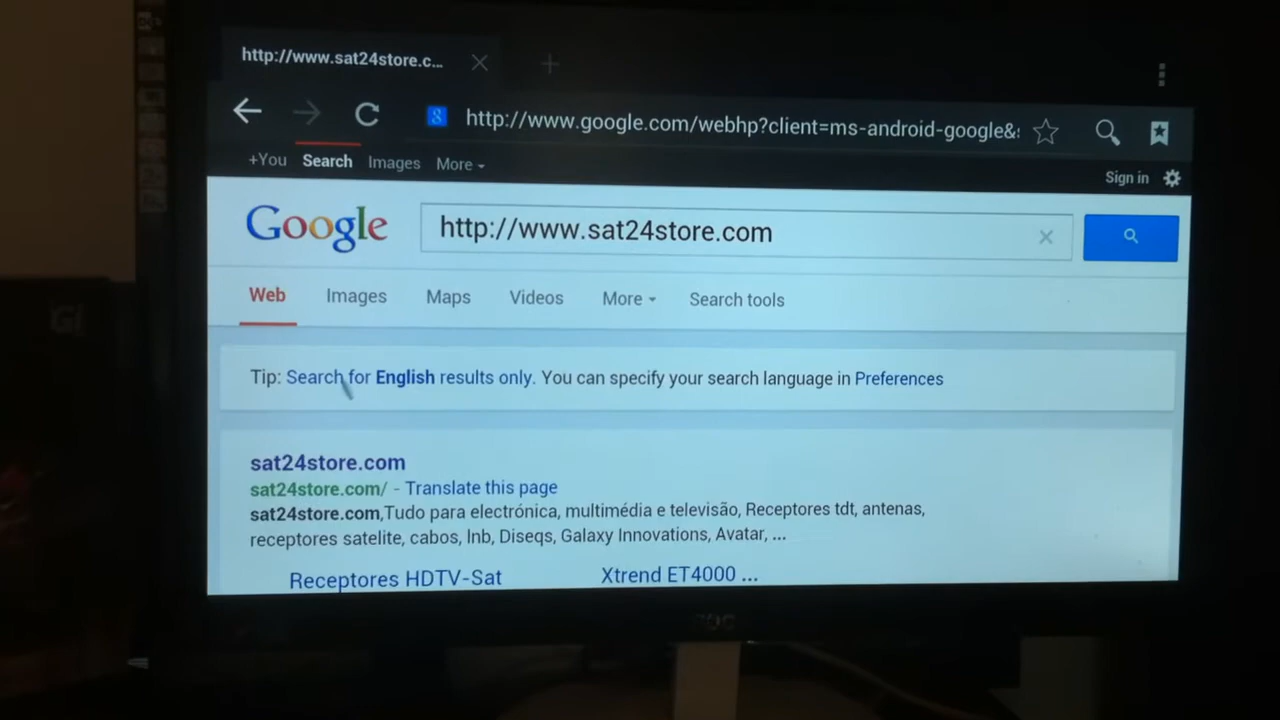 http://www.sat24store.c...
http://www.google.com/webhp?client=ms-android-google&
+You Search Images More
Sign in
Google
http://www.sat24store.com
Web Images Maps Videos More Search tools
Tip: Search for English results only. You can specify your search language in Preferences
sat24store.com
sat24store.com/ - Translate this page
sat24store.com,Tudo para electrónica, multimédia e televisão, Receptores tdt, antenas,
receptores satelite, cabos, lnb, Diseqs, Galaxy Innovations, Avatar, ...
Receptores HDTV-Sat Xtrend ET4000 ...
AOC